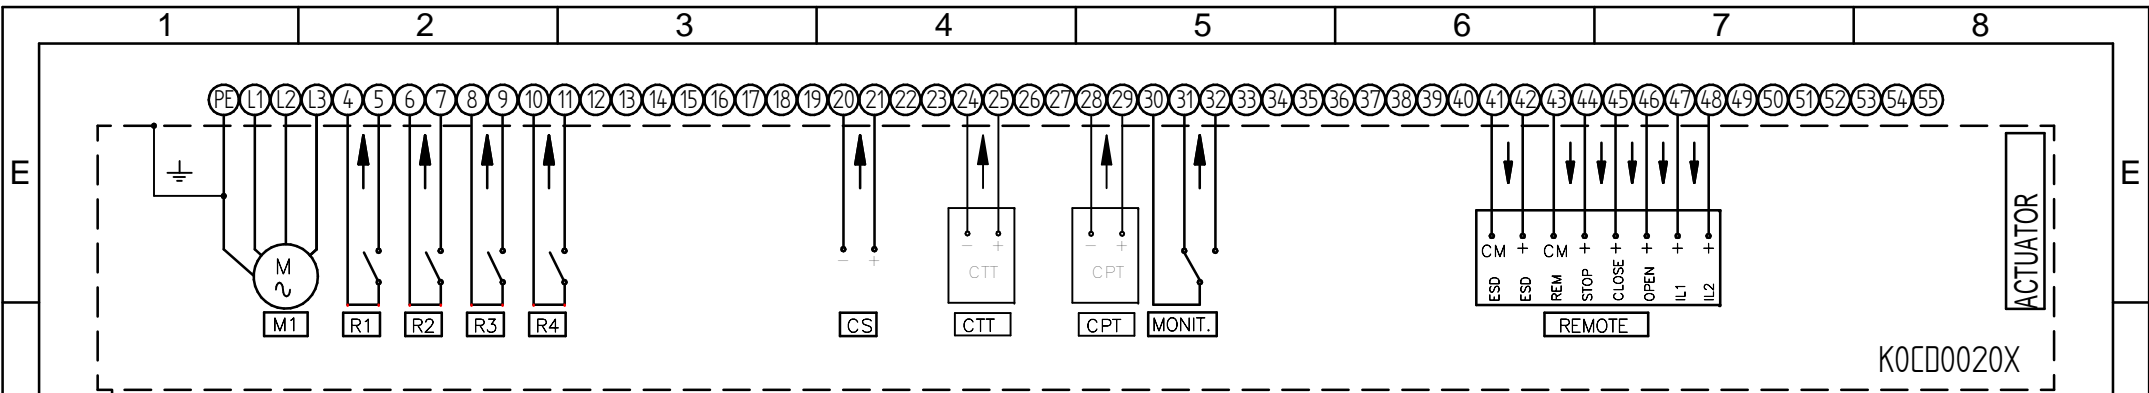 1 2 3 4 5 6 7 8
PE L1 L2 L3 4 5 6 7 8 9 10 11 12 13 14 15 16 17 18 19 20 21 22 23 24 25 26 27 28 29 30 31 32 33 34 35 36 37 38 39 40 41 42 43 44 45 46 47 48 49 50 51 52 53 54 55
E E
ACTUATOR
M
- + - + CTT - + CPT
CM + CM + + + + +
ESD ESD REM STOP CLOSE OPEN IL1 IL2
M1 R1 R2 R3 R4 CS CTT CPT MONIT. REMOTE
K0CD0020X